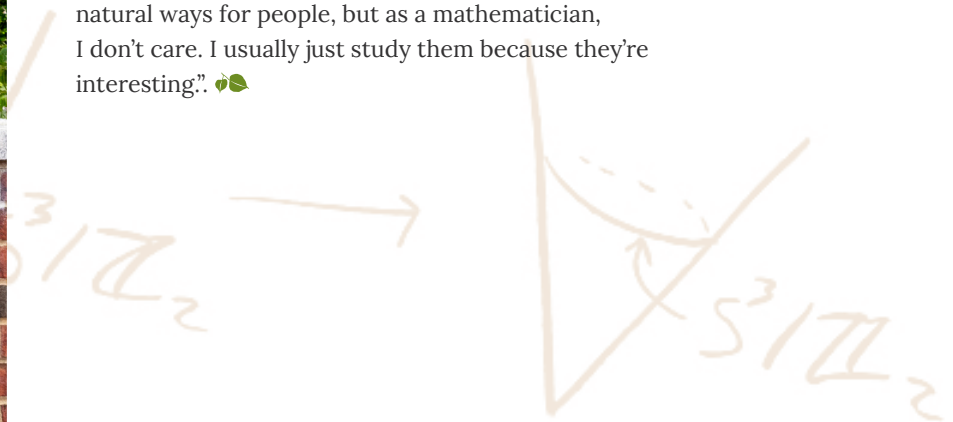 natural ways for people, but as a mathematician,
I don’t care. I usually just study them because they’re
interesting.”.
³/ℤ₂
S³/ℤ₂